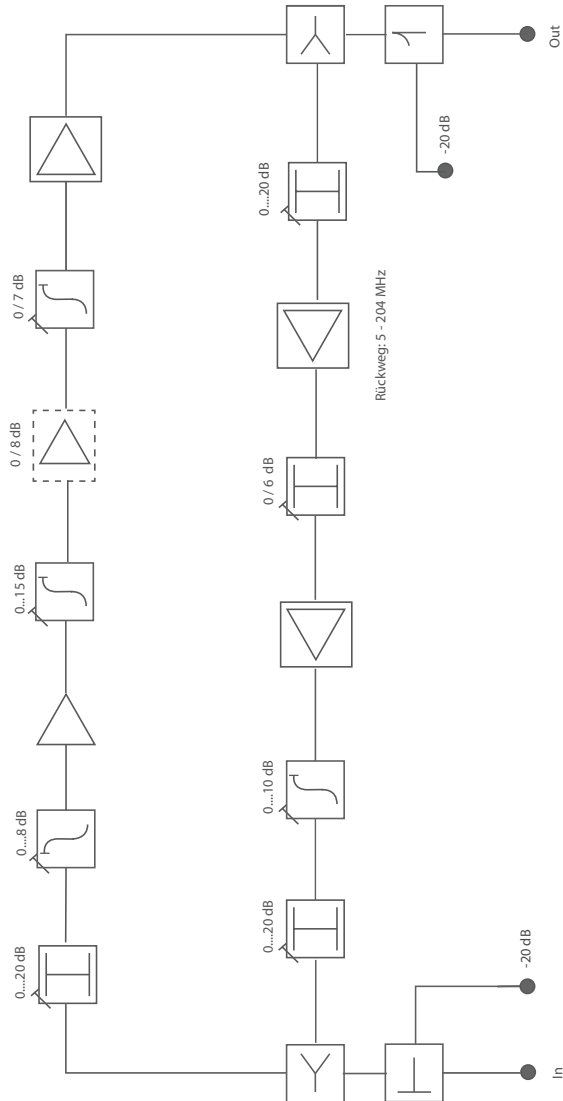 0....20 dB
0....8 dB
0...15 dB
0 / 8 dB
0 / 7 dB
0....20 dB
0....10 dB
0 / 6 dB
0....20 dB
Rückweg: 5 - 204 MHz
-20 dB
-20 dB
In
Out